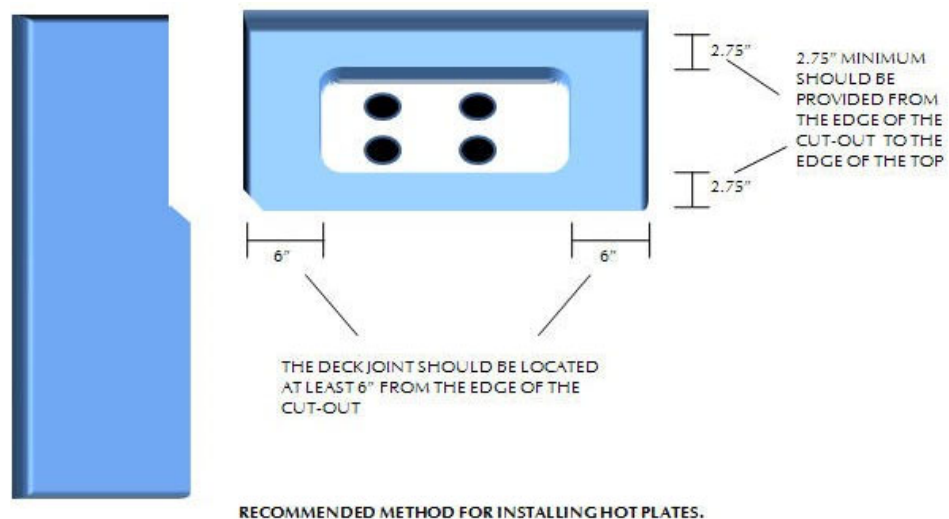 2.75"
2.75" MINIMUM
SHOULD BE
PROVIDED FROM
THE EDGE OF THE
CUT-OUT TO THE
EDGE OF THE TOP
2.75"
6"
6"
THE DECK JOINT SHOULD BE LOCATED
AT LEAST 6" FROM THE EDGE OF THE
CUT-OUT
RECOMMENDED METHOD FOR INSTALLING HOT PLATES.